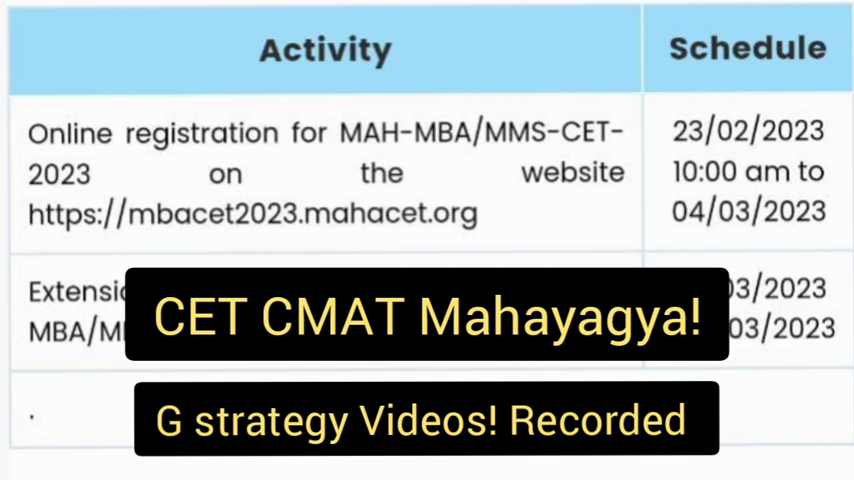 Activity
Schedule
Online registration for MAH-MBA/MMS-CET-
2023 on the website
https://mbacet2023.mahacet.org
23/02/2023
10:00 am to
04/03/2023
CET CMAT Mahayagya!
G strategy Videos! Recorded